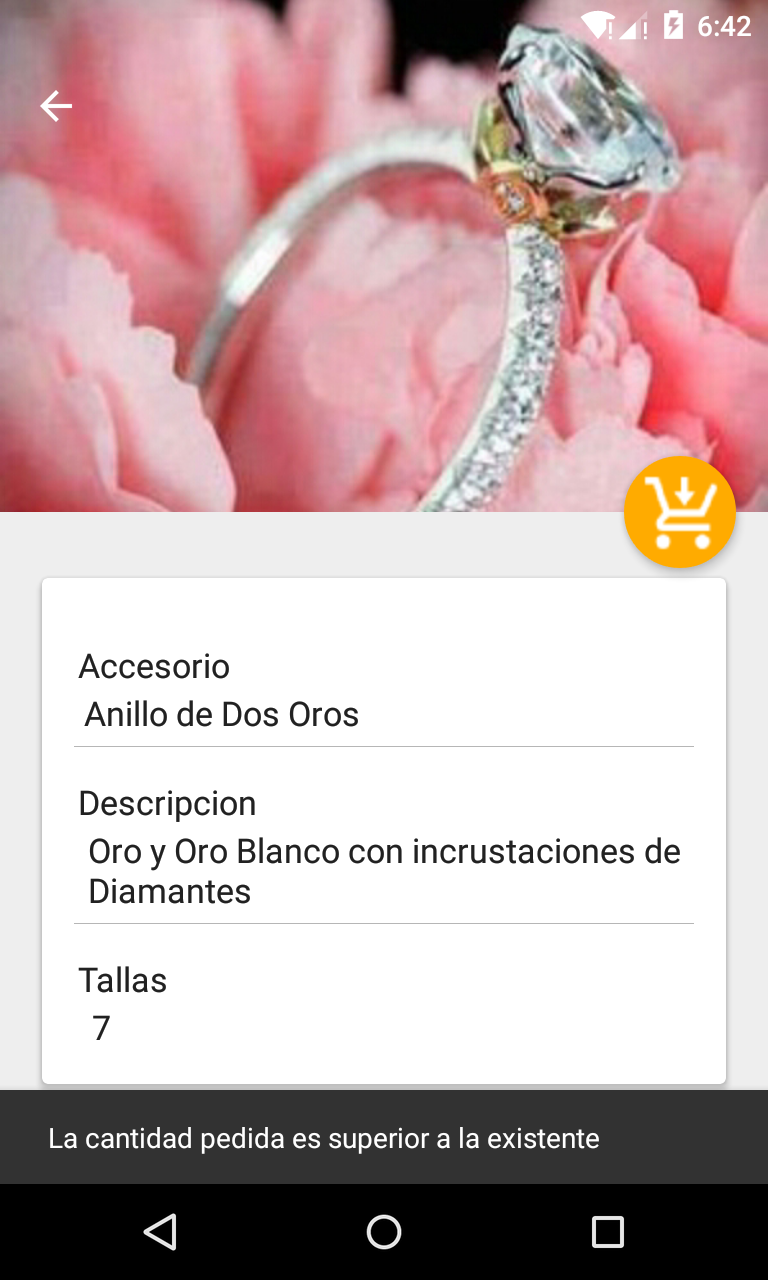 6:42
Accesorio
Anillo de Dos Oros
Descripcion
Oro y Oro Blanco con incrustaciones de
Diamantes
Tallas
7
La cantidad pedida es superior a la existente